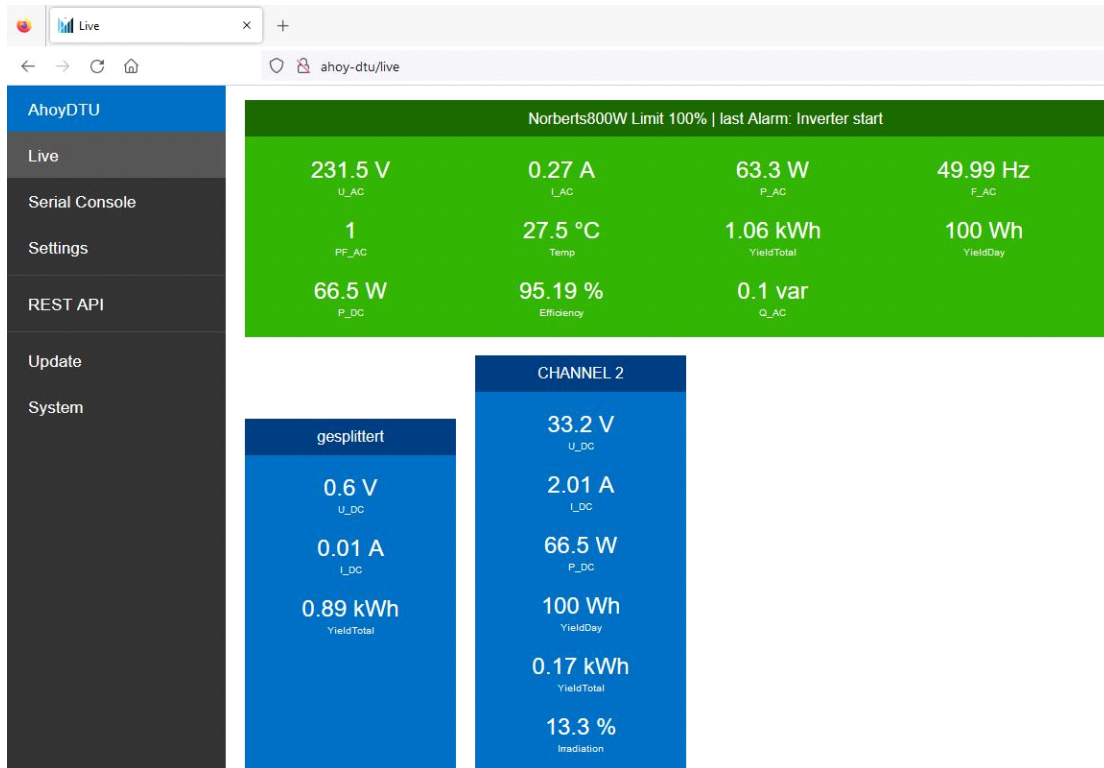 Live
ahoy-dtu/live
AhoyDTU
Live
Serial Console
Settings
REST API
Update
System
Norberts800W Limit 100% | last Alarm: Inverter start
231.5 V
U_AC
0.27 A
I_AC
63.3 W
P_AC
49.99 Hz
F_AC
1
PF_AC
27.5 °C
Temp
1.06 kWh
YieldTotal
100 Wh
YieldDay
66.5 W
P_DC
95.19 %
Efficiency
0.1 var
Q_AC
gesplittert
0.6 V
U_DC
0.01 A
I_DC
0.89 kWh
YieldTotal
CHANNEL 2
33.2 V
U_DC
2.01 A
I_DC
66.5 W
P_DC
100 Wh
YieldDay
0.17 kWh
YieldTotal
13.3 %
Irradiation